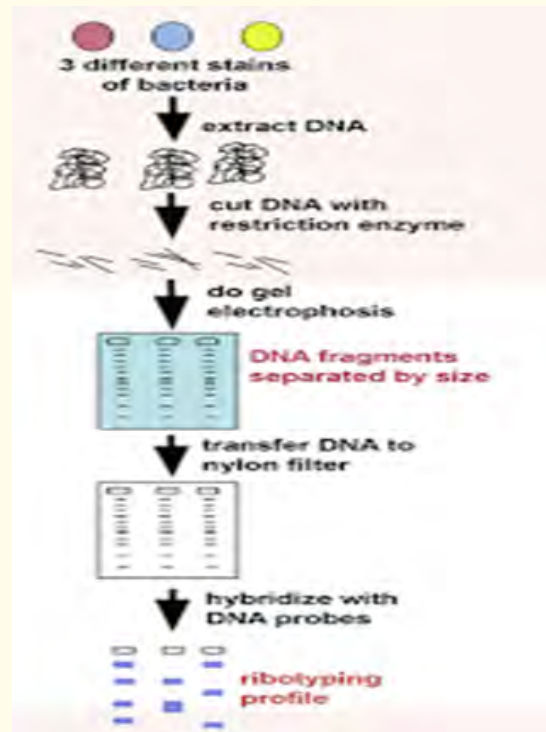 3 different stains
of bacteria
extract DNA
cut DNA with
restriction enzyme
do gel
electrophosis
DNA fragments
separated by size
transfer DNA to
nylon filter
hybridize with
DNA probes
ribolyping
profile